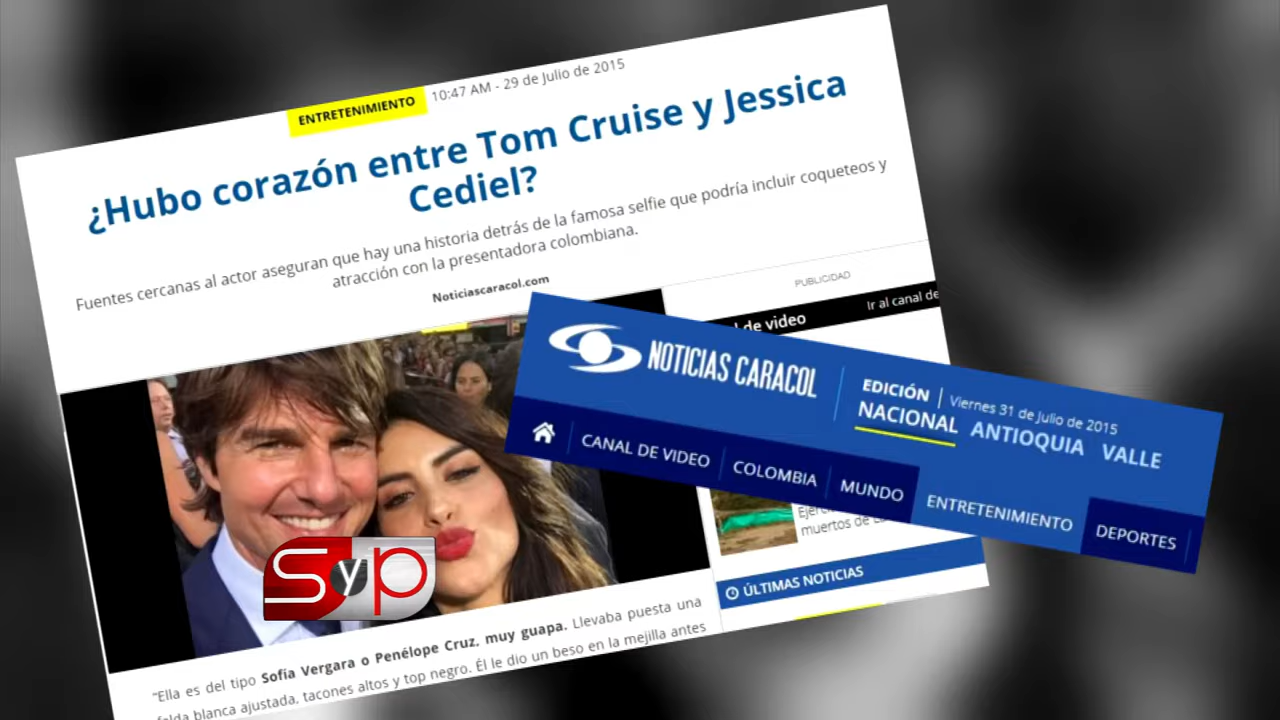 ENTRETENIMIENTO 10:47 AM - 29 de Julio de 2015
¿Hubo corazón entre Tom Cruise y Jessica
Cediel?
Fuentes cercanas al actor aseguran que hay una historia detrás de la famosa selfie que podría incluir coqueteos y
atracción con la presentadora colombiana.
Noticiascaracol.com
PUBLICIDAD
de video
Ir al canal de
NOTICIAS CARACOL
EDICIÓN | Viernes 31 de Julio de 2015
NACIONAL ANTIOQUIA VALLE
CANAL DE VIDEO COLOMBIA MUNDO ENTRETENIMIENTO DEPORTES
muertos de
ÚLTIMAS NOTICIAS
SyP
“Ella es del tipo Sofía Vergara o Penélope Cruz, muy guapa. Llevaba puesta una
falda blanca ajustada, tacones altos y top negro. Él le dio un beso en la mejilla antes